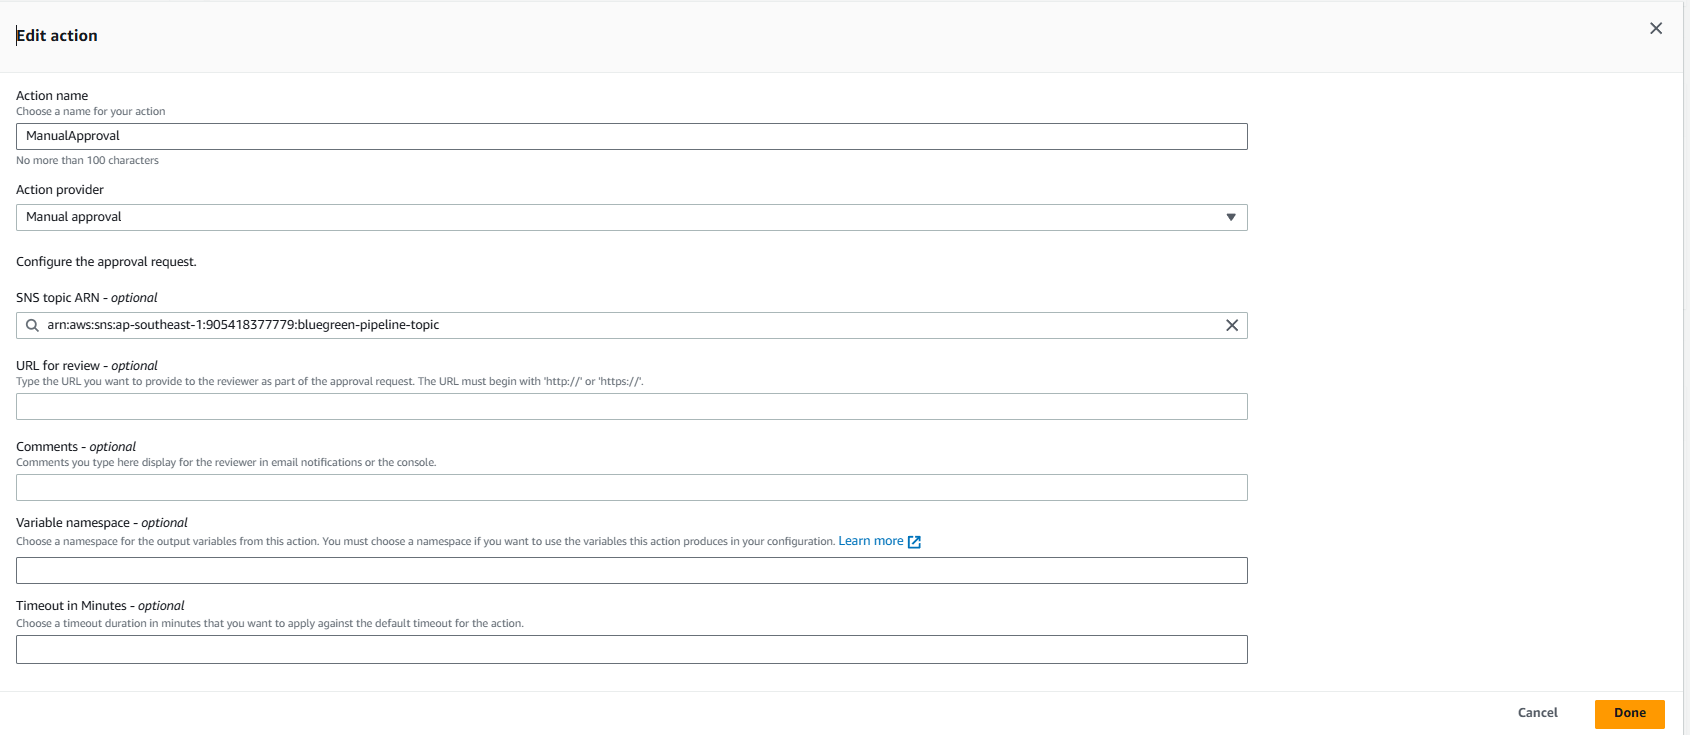 Edit action
Action name
Choose a name for your action
ManualApproval
No more than 100 characters
Action provider
Manual approval
Configure the approval request.
SNS topic ARN - optional
arn:aws:sns:ap-southeast-1:905418377779:bluegreen-pipeline-topic
URL for review - optional
Type the URL you want to provide to the reviewer as part of the approval request. The URL must begin with 'http://' or 'https://'.
Comments - optional
Comments you type here display for the reviewer in email notifications or the console.
Variable namespace - optional
Choose a namespace for the output variables from this action. You must choose a namespace if you want to use the variables this action produces in your configuration. Learn more
Timeout in Minutes - optional
Choose a timeout duration in minutes that you want to apply against the default timeout for the action.
Cancel
Done